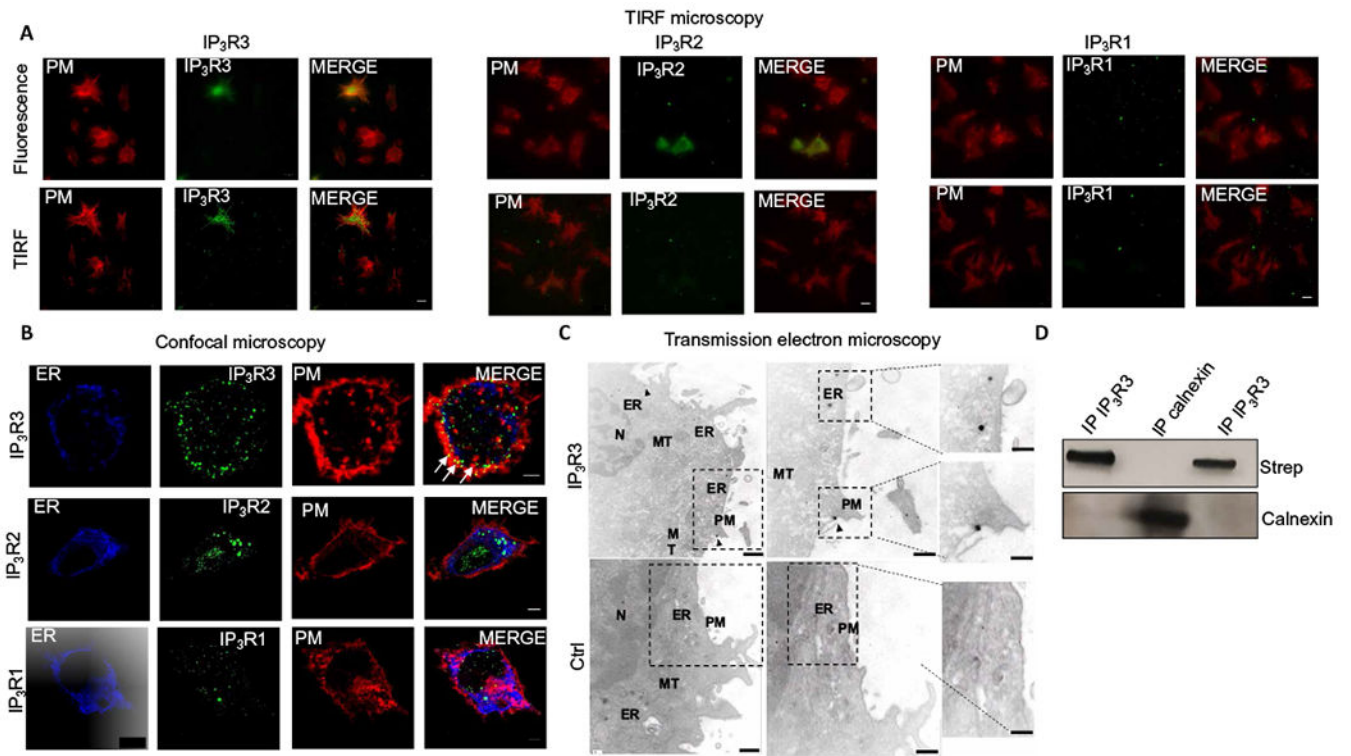 A
TIRF microscopy
IP₃R3 IP₃R2 IP₃R1
Fluorescence
PM IP₃R3 MERGE PM IP₃R2 MERGE PM IP₃R1 MERGE
TIRF
PM IP₃R3 MERGE PM IP₃R2 MERGE PM IP₃R1 MERGE
B
Confocal microscopy
IP₃R3
ER IP₃R3 PM MERGE
IP₃R2
ER IP₃R2 PM MERGE
IP₃R1
ER IP₃R1 PM MERGE
C
Transmission electron microscopy
IP₃R3
ER
N MT ER
ER
PM
M
T
ER
MT
PM
Ctrl
N ER PM
MT
ER
ER
PM
D
IP IP₃R3 IP calnexin IP IP₃R3
Strep
Calnexin